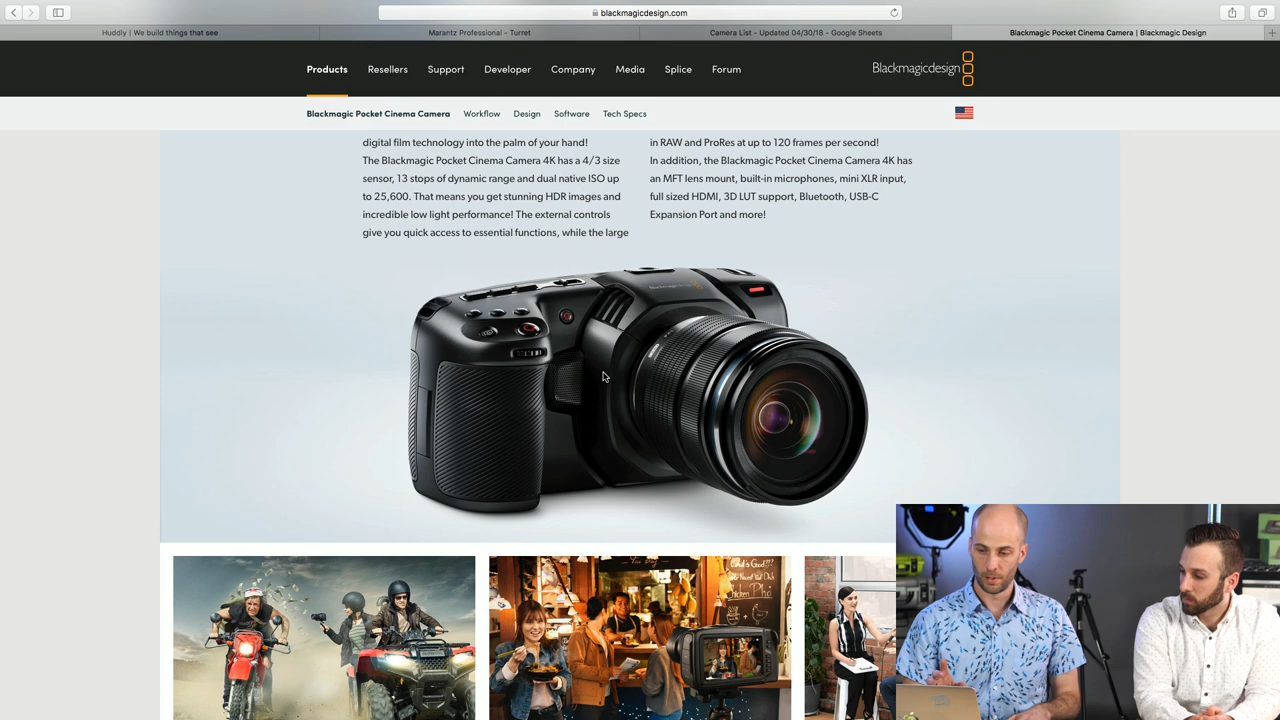 blackmagicdesign.com
Huddly | We build things that see
Marantz Professional - Turret
Camera List - Updated 04/30/18 - Google Sheets
Blackmagic Pocket Cinema Camera | Blackmagic Design
Products
Resellers
Support
Developer
Company
Media
Splice
Forum
Blackmagicdesign
Blackmagic Pocket Cinema Camera
Workflow
Design
Software
Tech Specs
digital film technology into the palm of your hand!
The Blackmagic Pocket Cinema Camera 4K has a 4/3 size
sensor, 13 stops of dynamic range and dual native ISO up
to 25,600. That means you get stunning HDR images and
incredible low light performance! The external controls
give you quick access to essential functions, while the large
in RAW and ProRes at up to 120 frames per second!
In addition, the Blackmagic Pocket Cinema Camera 4K has
an MFT lens mount, built-in microphones, mini XLR input,
full sized HDMI, 3D LUT support, Bluetooth, USB-C
Expansion Port and more!
Blackmagicdesign
Chicken Pho